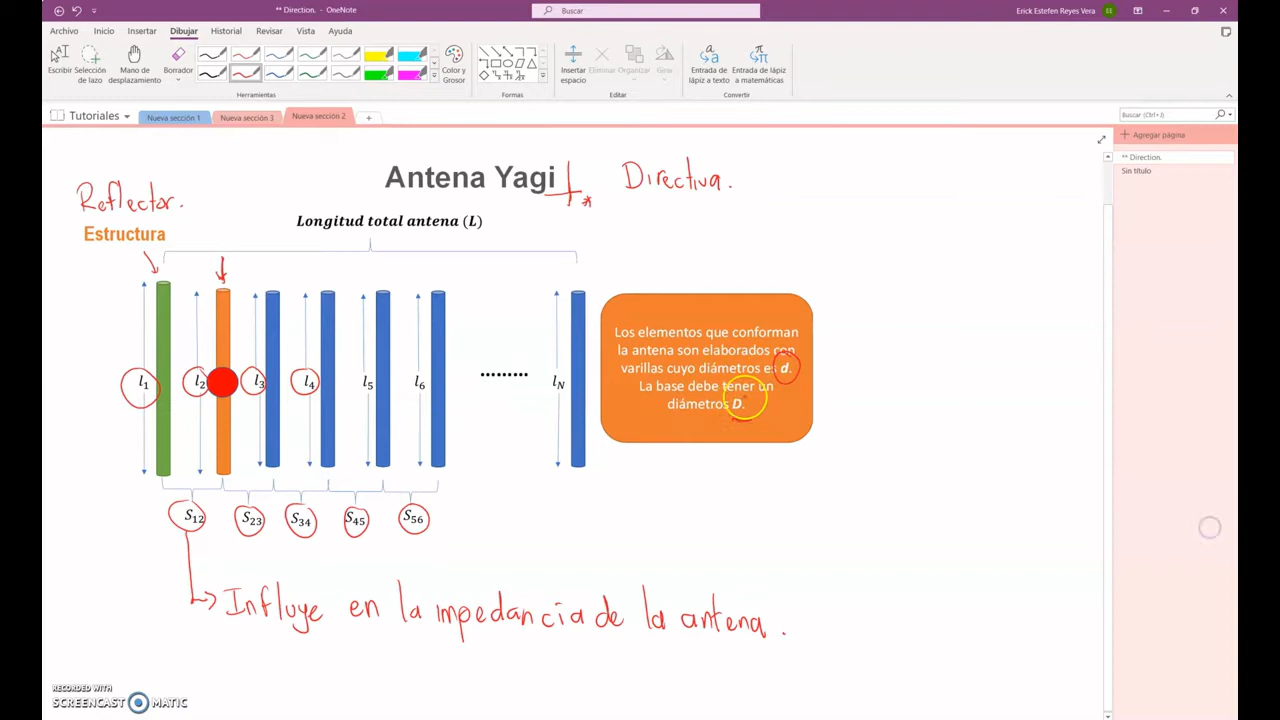 ** Direction. - OneNote
Buscar
Erick Estefen Reyes Vera
EE
Archivo Inicio Insertar Dibujar Historial Revisar Vista Ayuda
Escribir
Selección de lazo
Mano de desplazamiento
Borrador
Color y Grosor
Insertar espacio
Eliminar
Organizar
Girar
Entrada de lápiz a texto
Entrada de lápiz a matemáticas
Herramientas
Formas
Editar
Convertir
Tutoriales
Nueva sección 1
Nueva sección 3
Nueva sección 2
Buscar (Ctrl+J)
Agregar página
** Direction.
Sin título
Antena Yagi
Directiva.
Reflector.
Longitud total antena (L)
Estructura
l1 l2 l3 l4 l5 l6 ......... lN
Los elementos que conforman
la antena son elaborados con
varillas cuyo diámetros es d.
La base debe tener un
diámetros D.
S12 S23 S34 S45 S56
Influye en la impedancia de la antena.
RECORDED WITH
SCREENCAST MATIC